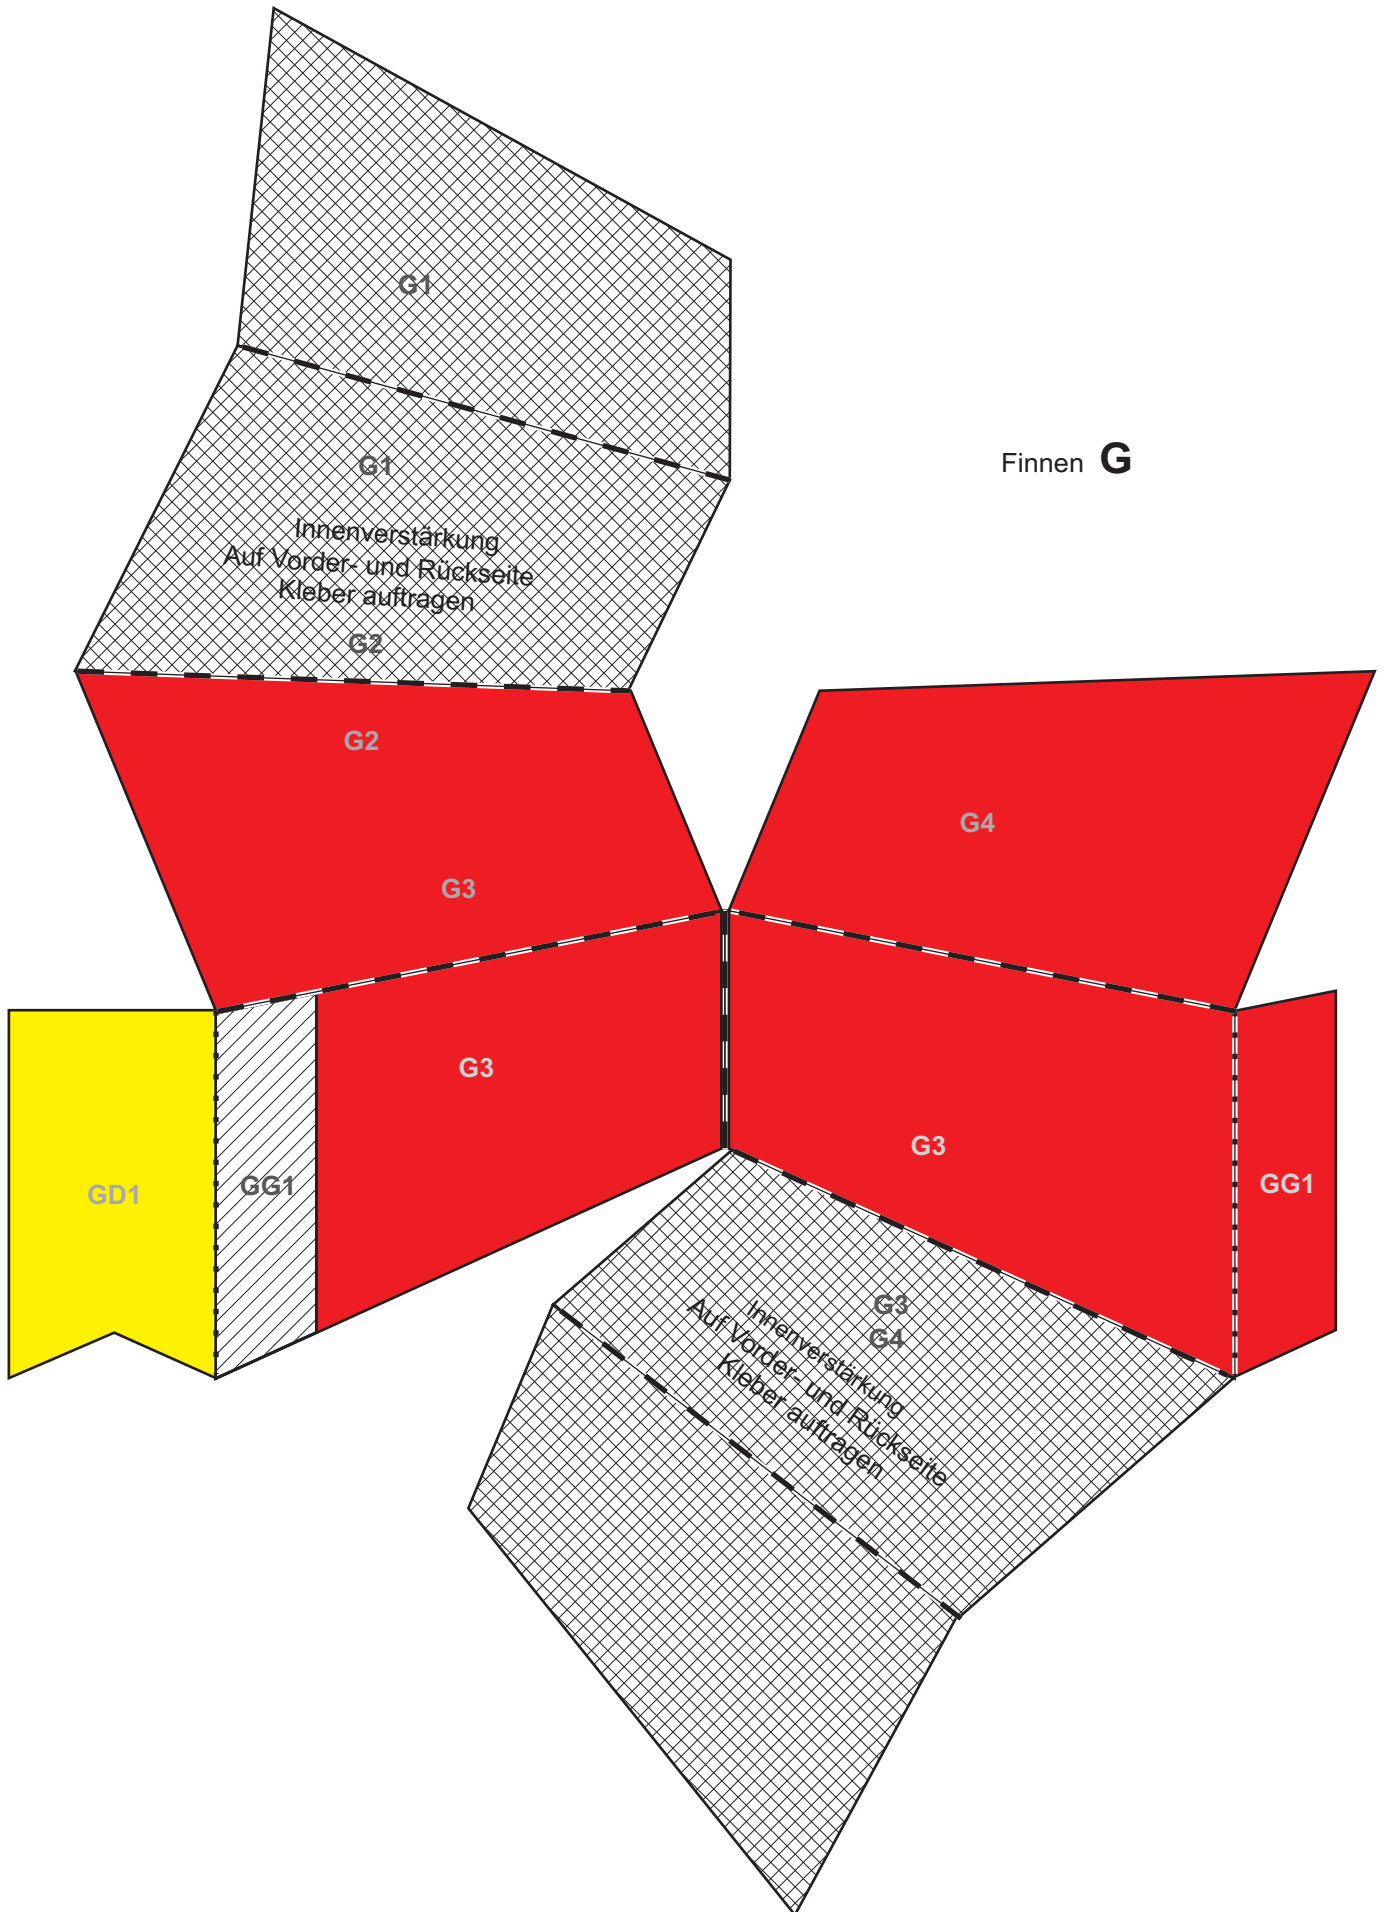 G1
Finnen G
G1
Innenverstärkung
Auf Vorder- und Rückseite
Kleber auftragen
G2
G2
G4
G3
G3
G3
GD1
GG1
GG1
G3
G4
Innenverstärkung
Auf Vorder- und Rückseite
Kleber auftragen